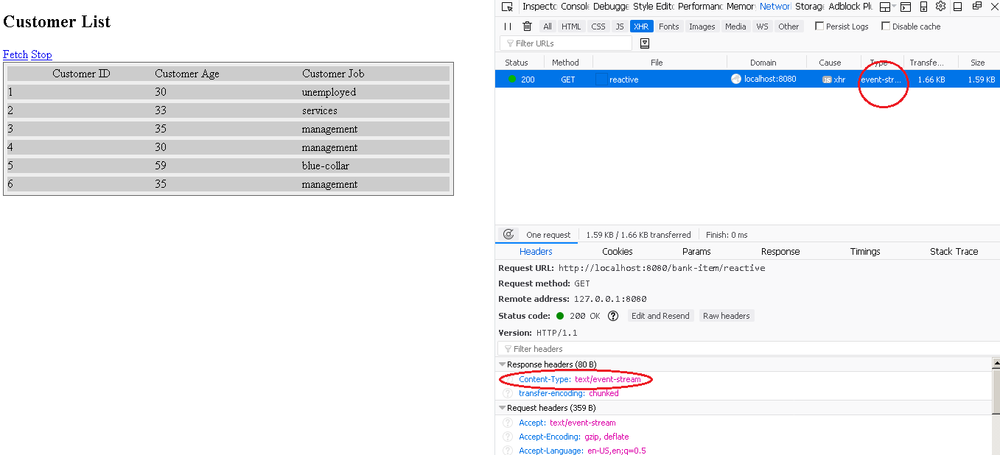 Customer List
Fetch Stop
Customer ID Customer Age Customer Job
1 30 unemployed
2 33 services
3 35 management
4 30 management
5 59 blue-collar
6 35 management
Inspecto Console Debugge Style Edito Performanc Memor Networ Storag Adblock Pl
All HTML CSS JS XHR Fonts Images Media WS Other Persist Logs Disable cache
Filter URLs
Status Method File Domain Cause Type Transfe... Size
200 GET reactive localhost:8080 JS xhr event-str... 1.66 KB 1.59 KB
One request 1.59 KB / 1.66 KB transferred Finish: 0 ms
Headers Cookies Params Response Timings Stack Trace
Request URL: http://localhost:8080/bank-item/reactive
Request method: GET
Remote address: 127.0.0.1:8080
Status code: 200 OK ? Edit and Resend Raw headers
Version: HTTP/1.1
Filter headers
Response headers (80 B)
Content-Type: text/event-stream
? transfer-encoding: chunked
Request headers (359 B)
? Accept: text/event-stream
? Accept-Encoding: gzip, deflate
? Accept-Language: en-US,en;q=0.5